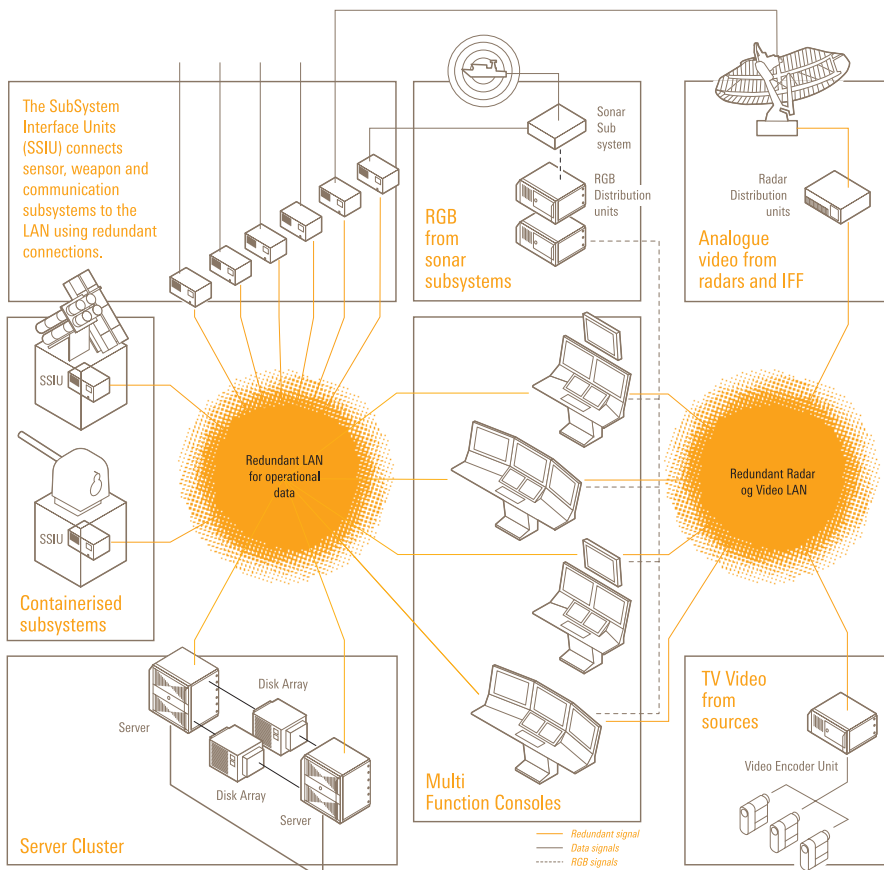 The SubSystem
Interface Units
(SSIU) connects
sensor, weapon and
communication
subsystems to the
LAN using redundant
connections.
Sonar
Sub
system
RGB
Distribution
units
RGB
from
sonar
subsystems
Radar
Distribution
units
Analogue
video from
radars and IFF
SSIU
SSIU
Containerised
subsystems
Redundant LAN
for operational
data
Redundant Radar
og Video LAN
Server
Disk Array
Disk Array
Server
Server Cluster
Multi
Function Consoles
TV Video
from
sources
Video Encoder Unit
Redundant signal
Data signals
RGB signals